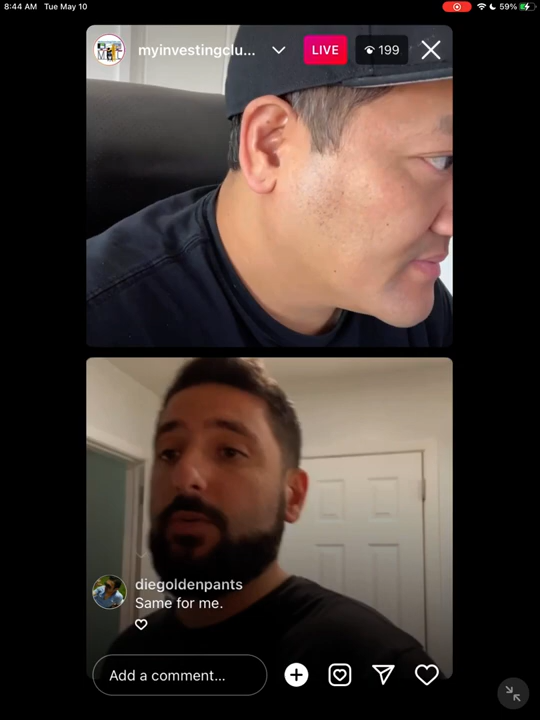 8:44 AM Tue May 10 59%
myinvestingclu... LIVE 199
diegoldenpants
Same for me.
Add a comment...